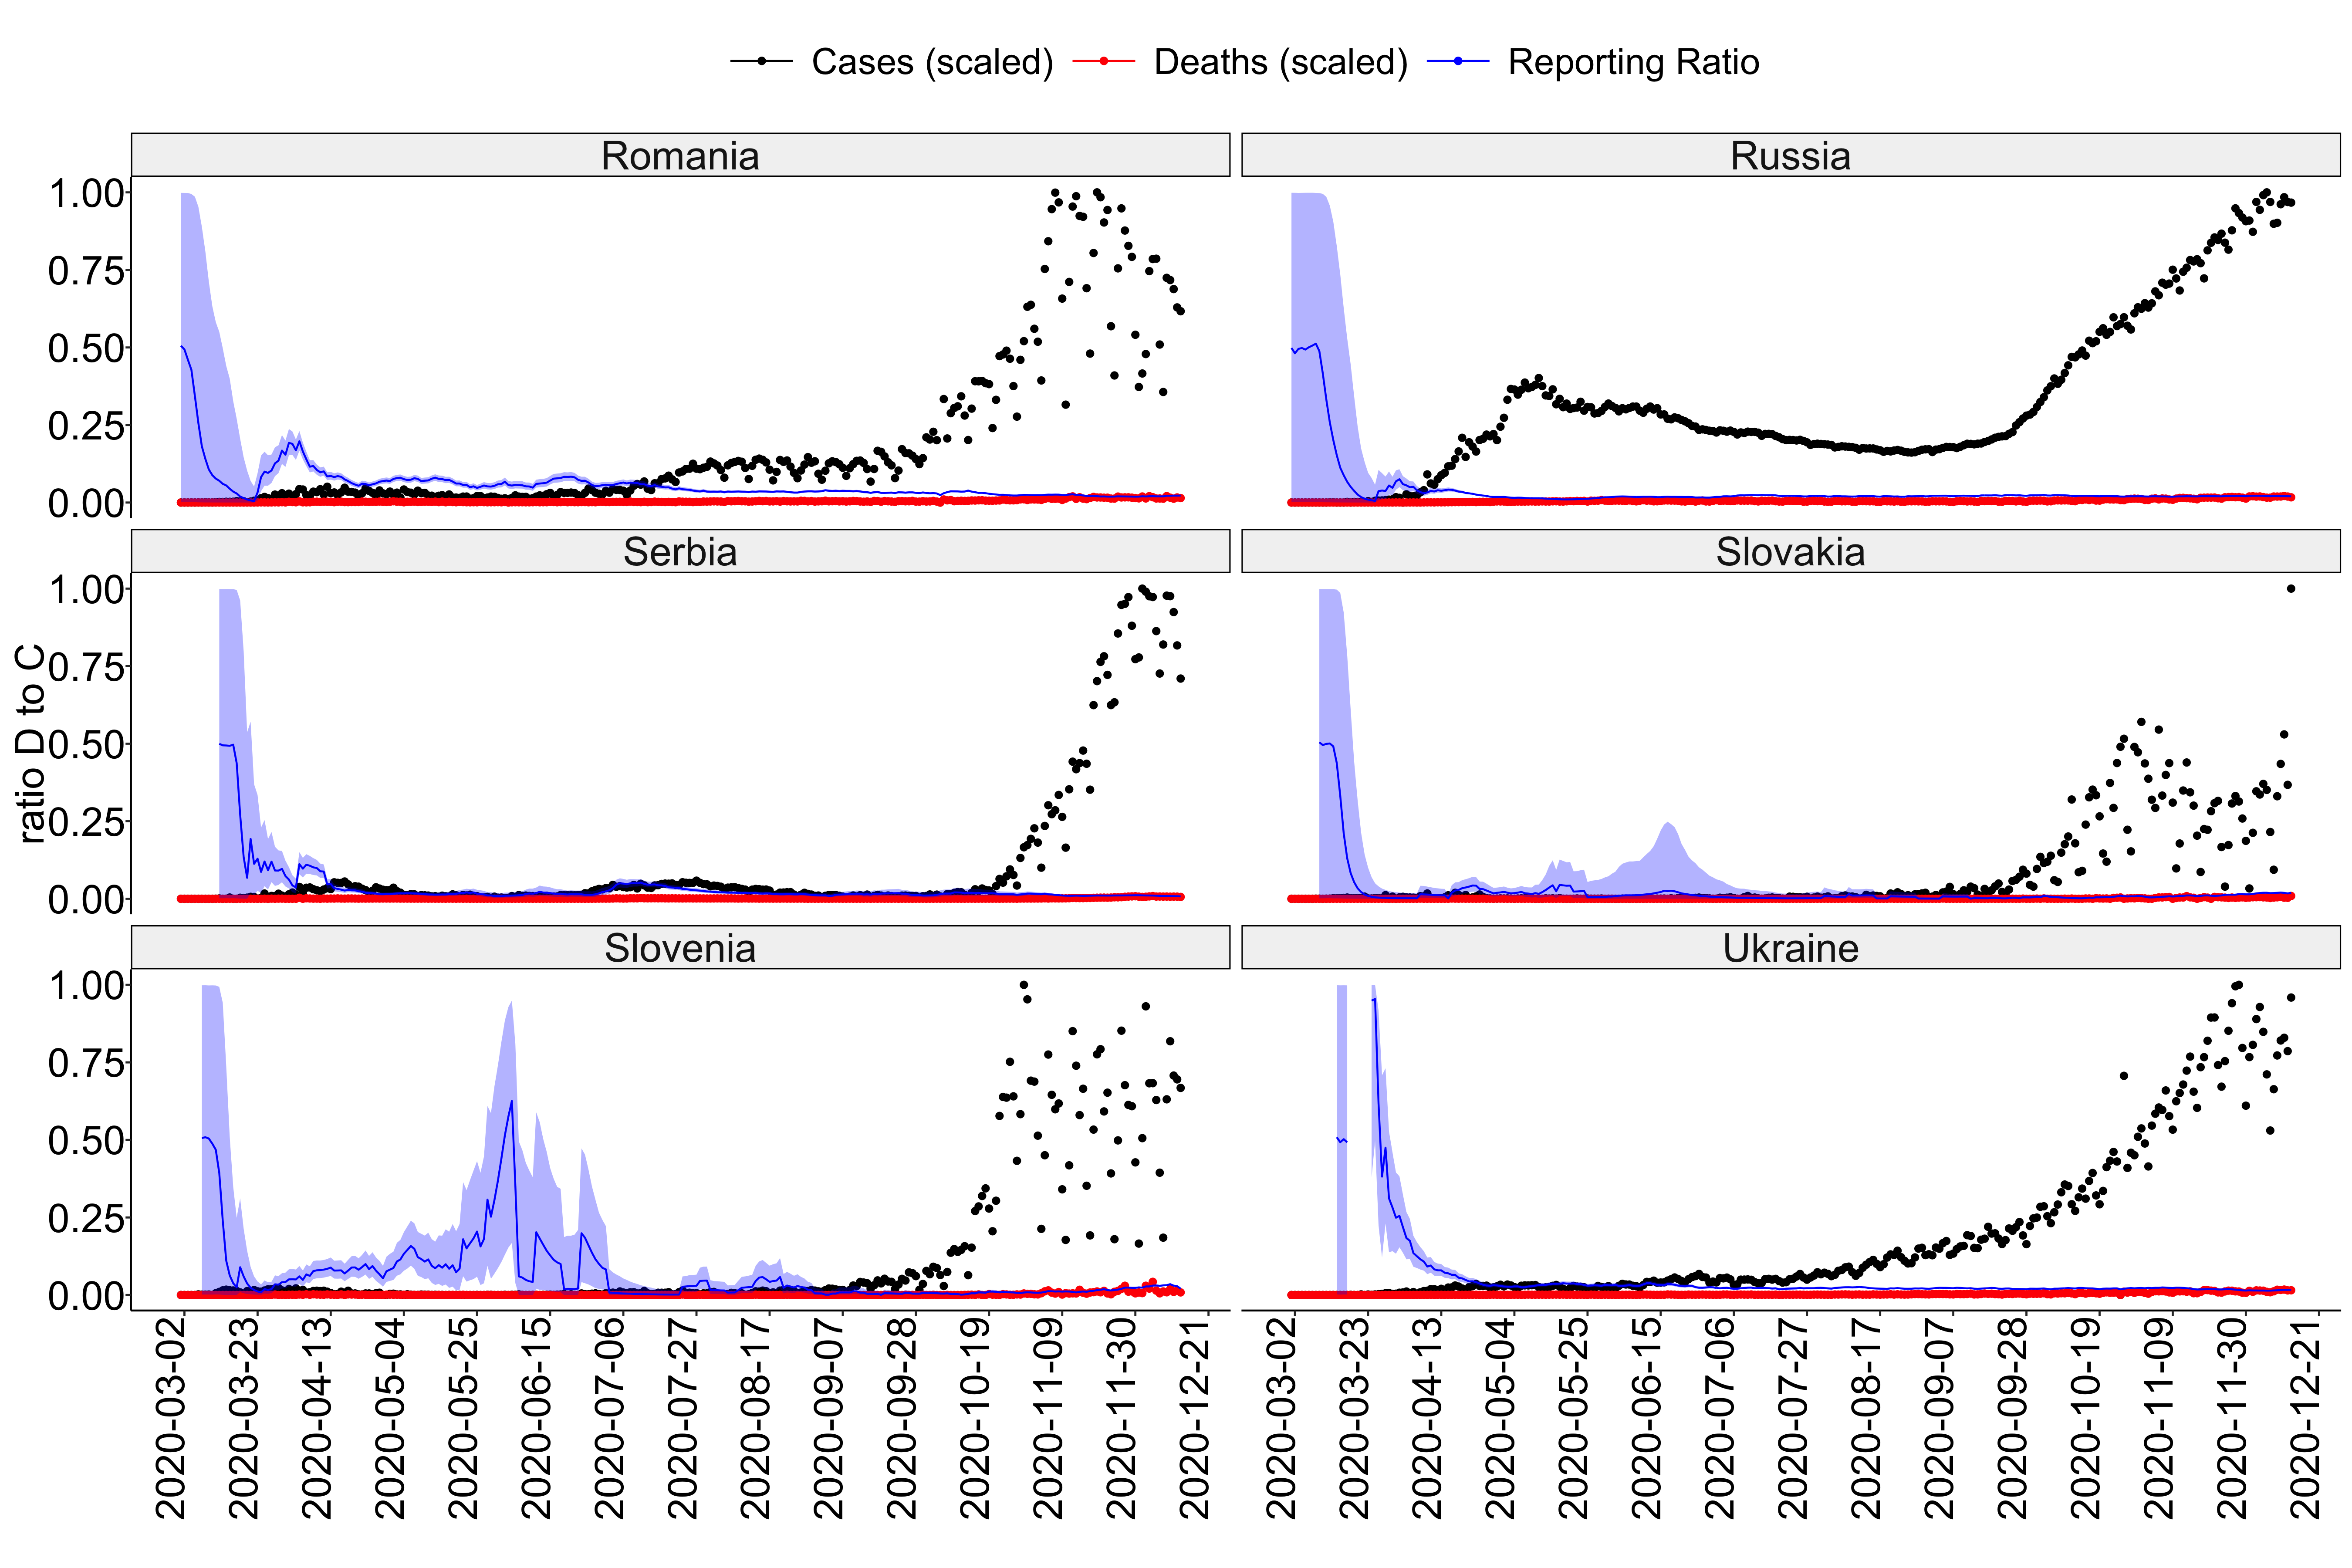 Cases (scaled) Deaths (scaled) Reporting Ratio
Romania Russia
1.00
0.75
0.50
0.25
0.00
Serbia Slovakia
1.00
0.75
0.50
0.25
0.00
ratio D to C
Slovenia Ukraine
1.00
0.75
0.50
0.25
0.00
2020-03-02 2020-03-23 2020-04-13 2020-05-04 2020-05-25 2020-06-15 2020-07-06 2020-07-27 2020-08-17 2020-09-07 2020-09-28 2020-10-19 2020-11-09 2020-11-30 2020-12-21 2020-03-02 2020-03-23 2020-04-13 2020-05-04 2020-05-25 2020-06-15 2020-07-06 2020-07-27 2020-08-17 2020-09-07 2020-09-28 2020-10-19 2020-11-09 2020-11-30 2020-12-21